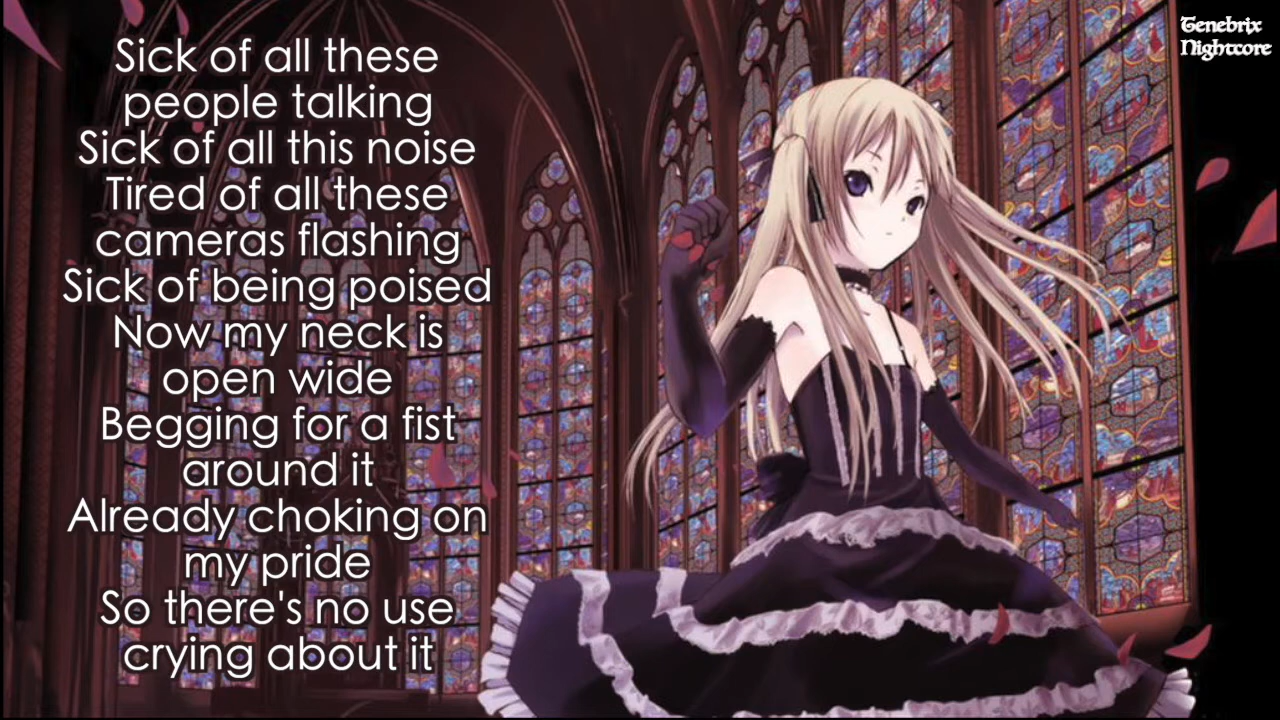 Sick of all these
people talking
Sick of all this noise
Tired of all these
cameras flashing
Sick of being poised
Now my neck is
open wide
Begging for a fist
around it
Already choking on
my pride
So there's no use
crying about it
Tenebrix
Nightcore